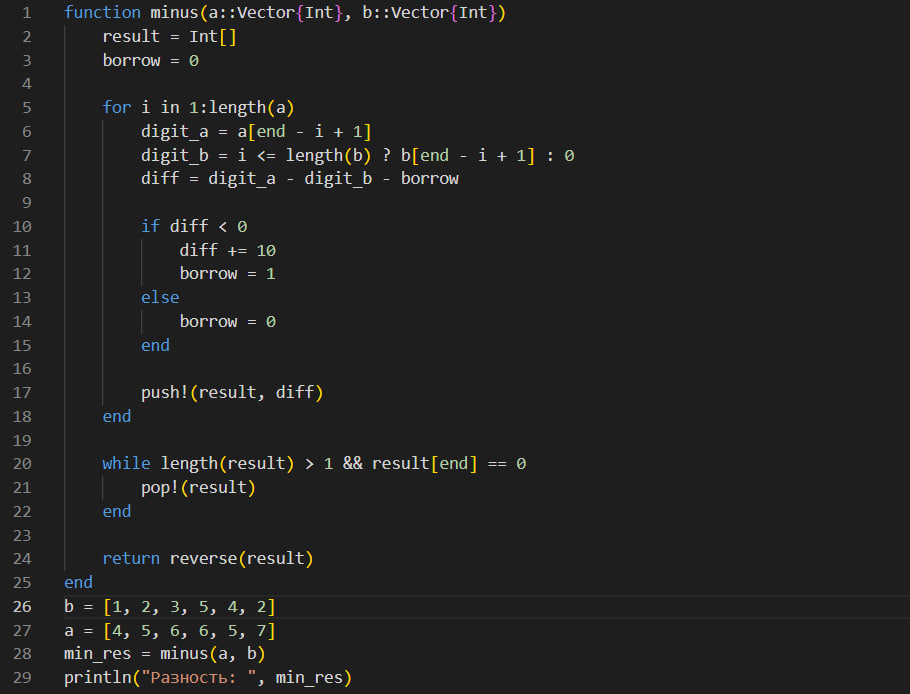 1 function minus(a::Vector{Int}, b::Vector{Int})
2     result = Int[]
3     borrow = 0
4
5     for i in 1:length(a)
6         digit_a = a[end - i + 1]
7         digit_b = i <= length(b) ? b[end - i + 1] : 0
8         diff = digit_a - digit_b - borrow
9
10         if diff < 0
11             diff += 10
12             borrow = 1
13         else
14             borrow = 0
15         end
16
17         push!(result, diff)
18     end
19
20     while length(result) > 1 && result[end] == 0
21         pop!(result)
22     end
23
24     return reverse(result)
25 end
26 b = [1, 2, 3, 5, 4, 2]
27 a = [4, 5, 6, 6, 5, 7]
28 min_res = minus(a, b)
29 println("Разность: ", min_res)